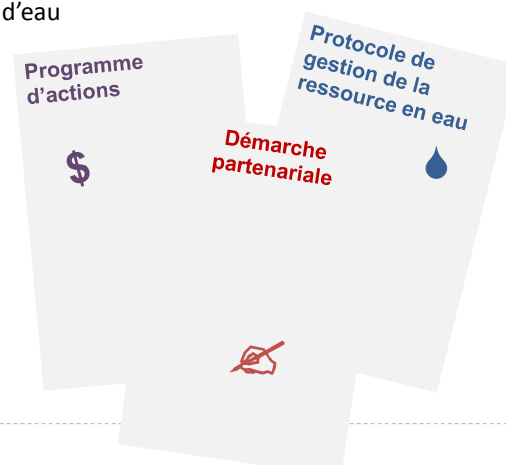 d’eau
Programme
d’actions
$
Démarche
partenariale
Protocole de
gestion de la
ressource en eau